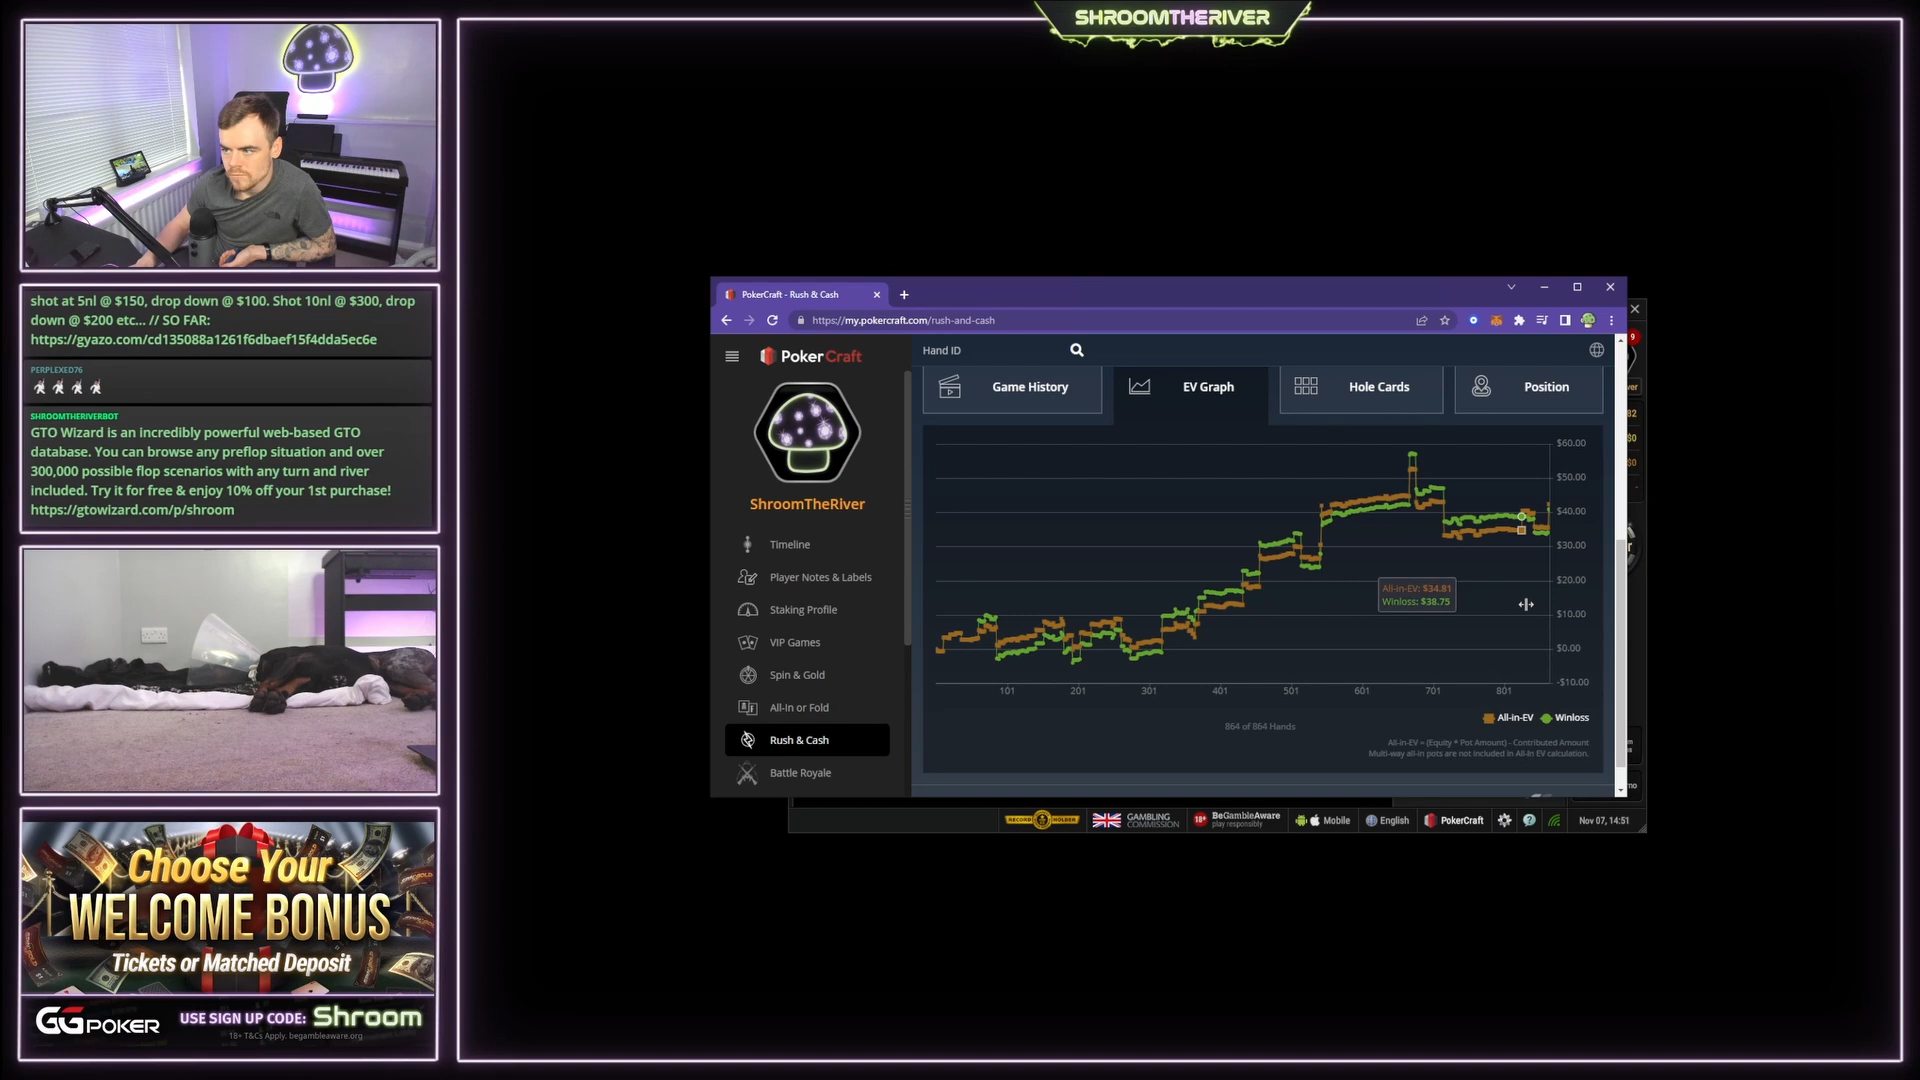 SHROOMTHERIVER
shot at 5nl @ $150, drop down @ $100. Shot 10nl @ $300, drop
down @ $200 etc... // SO FAR:
https://gyazo.com/cd135088a1261f6dbaef15f4dda5ec6e
PERPLEXED76
SHROOMTHERIVERBOT
GTO Wizard is an incredibly powerful web-based GTO
database. You can browse any preflop situation and over
300,000 possible flop scenarios with any turn and river
included. Try it for free & enjoy 10% off your 1st purchase!
https://gtowizard.com/p/shroom
Choose Your
WELCOME BONUS
Tickets or Matched Deposit
GGPOKER
USE SIGN UP CODE: Shroom
18+ T&Cs Apply. begambleaware.org
PokerCraft - Rush & Cash
https://my.pokercraft.com/rush-and-cash
PokerCraft
Hand ID
Game History
EV Graph
Hole Cards
Position
ShroomTheRiver
Timeline
Player Notes & Labels
Staking Profile
VIP Games
Spin & Gold
All-In or Fold
Rush & Cash
Battle Royale
$60.00
$50.00
$40.00
$30.00
$20.00
$10.00
$0.00
-$10.00
All-in-EV: $34.81
Winloss: $38.75
101
201
301
401
501
601
701
801
All-in-EV
Winloss
864 of 864 Hands
All-in-EV = (Equity * Pot Amount) - Contributed Amount
Multi-way all-in pots are not included in All-In EV calculation.
9
82
$0
$0
RECORD HOLDER
GAMBLING
COMMISSION
18+
BeGambleAware
play responsibly
Mobile
English
PokerCraft
Nov 07, 14:51